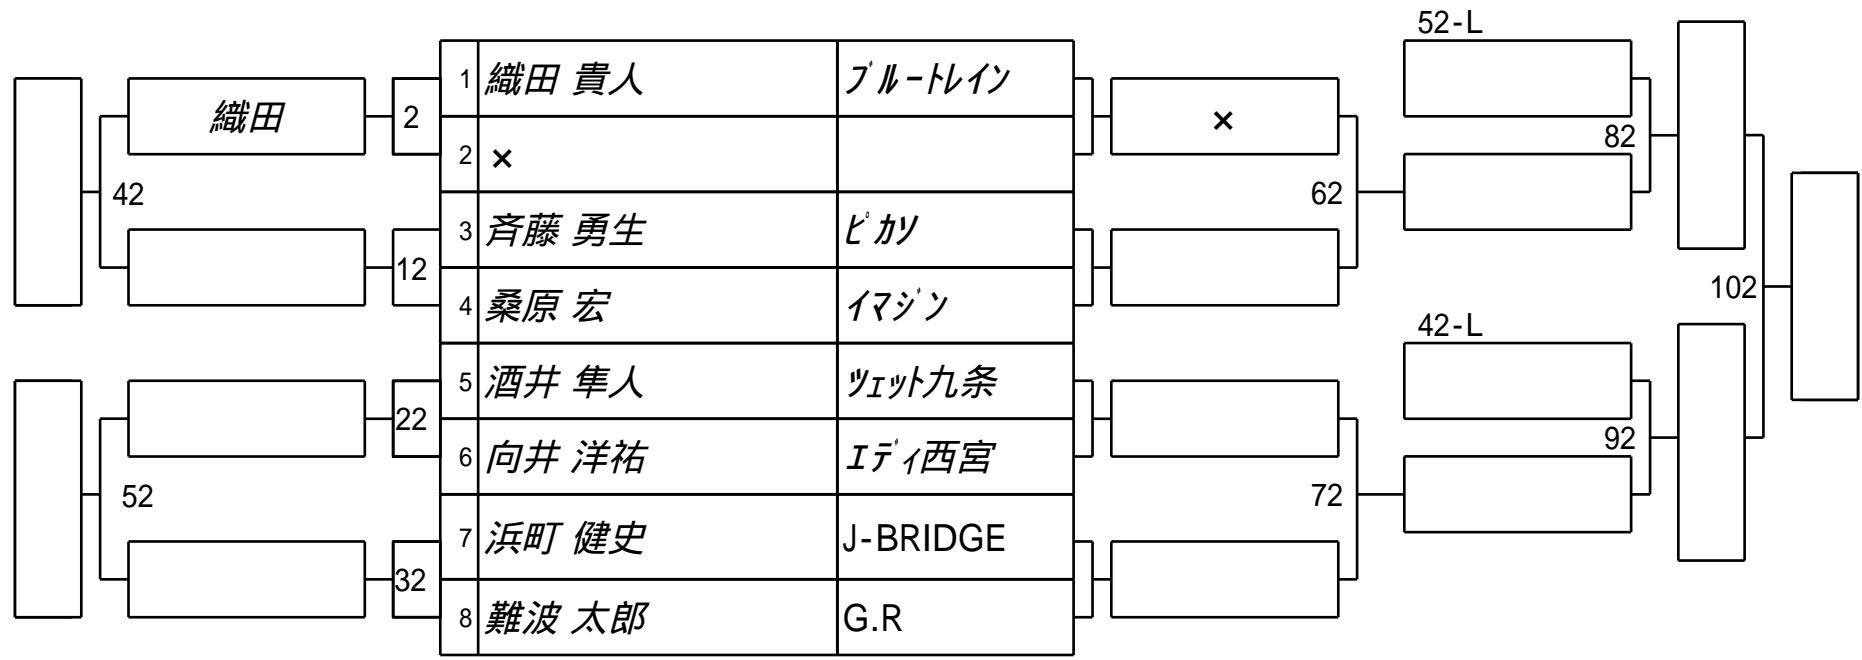 52-L
1 織田 貴人 ブルートレイン
織田 2 × 82
2 ×
42 62
3 斉藤 勇生 ピカソ
12
4 桑原 宏 イマジン 102
42-L
5 酒井 隼人 ヅェット九条
22 92
6 向井 洋祐 エディ西宮
52 72
7 浜町 健史 J-BRIDGE
32
8 難波 太郎 G.R